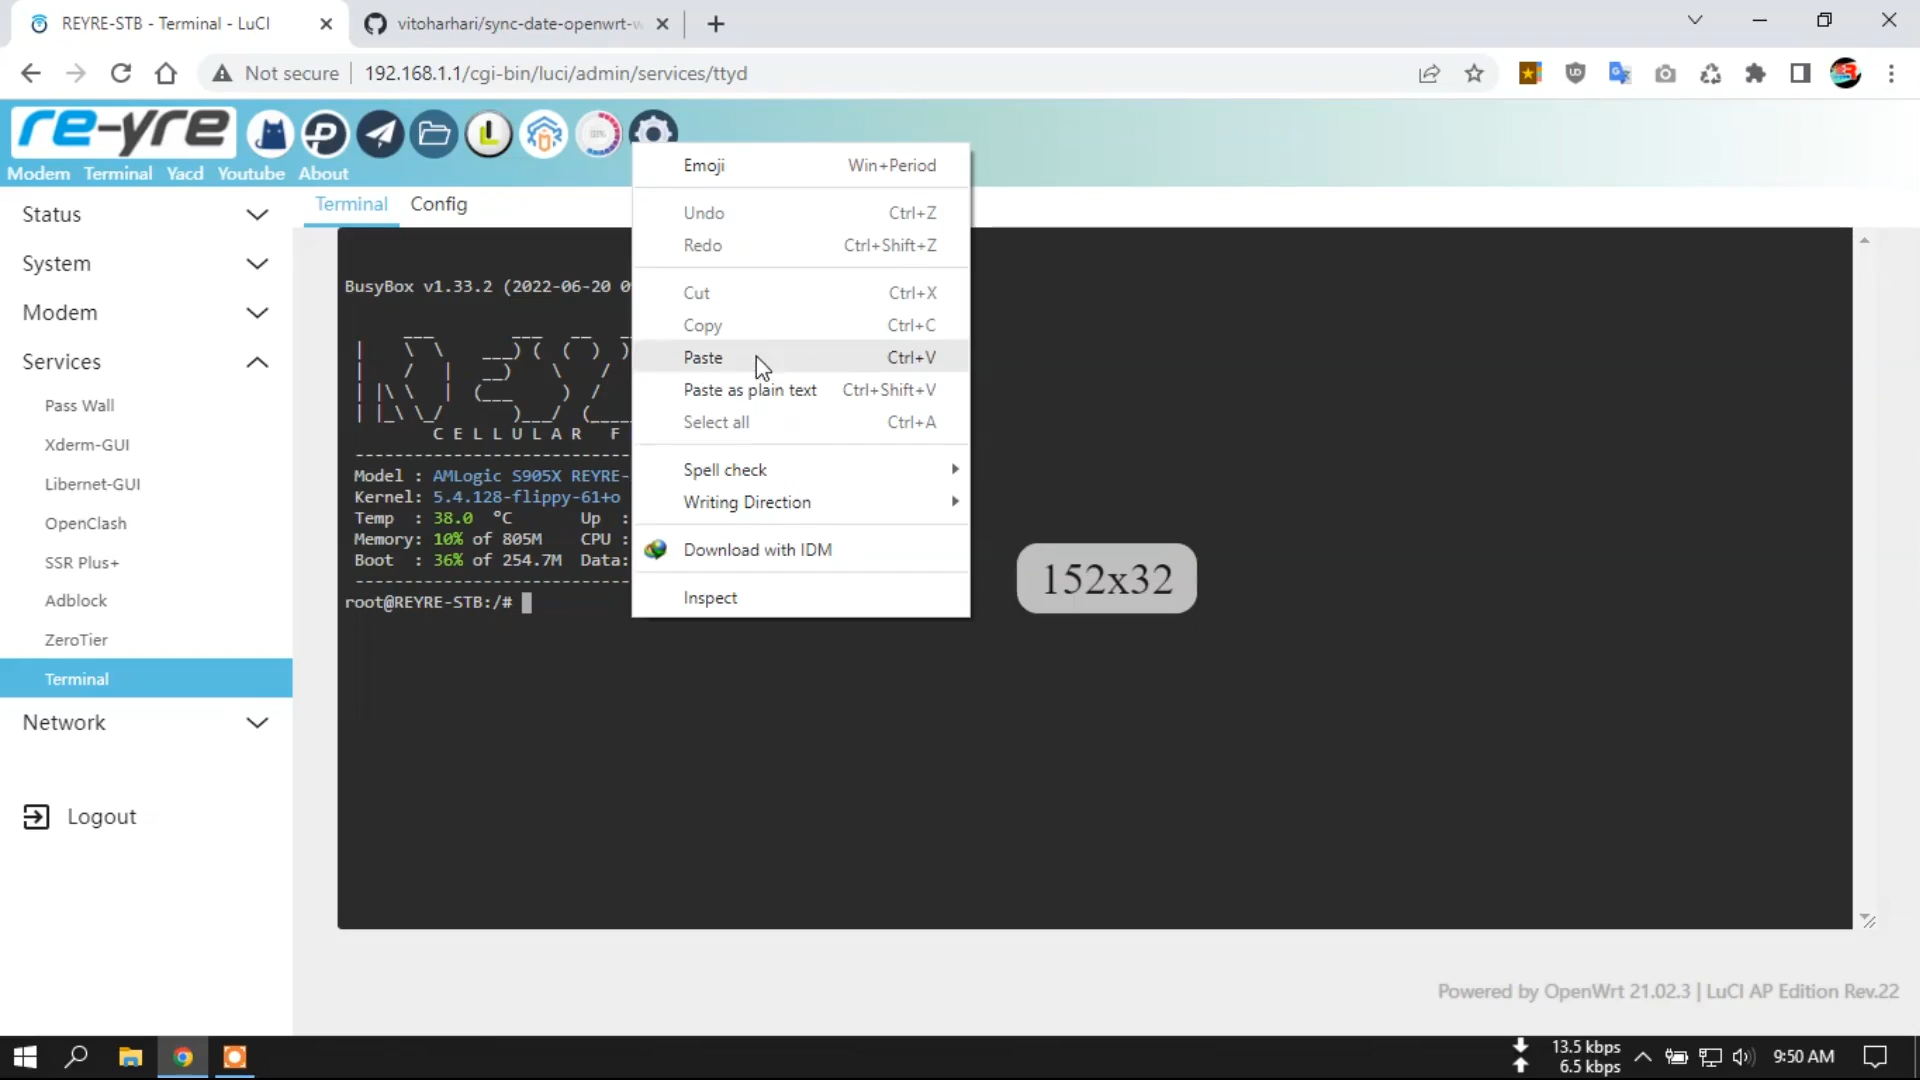 REYRE-STB - Terminal - LuCI
vitoharhari/sync-date-openwrt-w
Not secure
192.168.1.1/cgi-bin/luci/admin/services/ttyd
re-yre
Modem Terminal Yacd Youtube About
Status
System
Modem
Services
Pass Wall
Xderm-GUI
Libernet-GUI
OpenClash
SSR Plus+
Adblock
ZeroTier
Terminal
Network
Logout
Terminal Config
BusyBox v1.33.2 (2022-06-20 0
CELLULAR F
Model : AMLogic S905X REYRE-
Kernel: 5.4.128-flippy-61+o
Temp : 38.0 °C Up :
Memory: 10% of 805M CPU :
Boot : 36% of 254.7M Data:
root@REYRE-STB:/#
Emoji Win+Period
Undo Ctrl+Z
Redo Ctrl+Shift+Z
Cut Ctrl+X
Copy Ctrl+C
Paste Ctrl+V
Paste as plain text Ctrl+Shift+V
Select all Ctrl+A
Spell check
Writing Direction
Download with IDM
Inspect
152x32
Powered by OpenWrt 21.02.3 | LuCI AP Edition Rev.22
13.5 kbps
6.5 kbps
9:50 AM